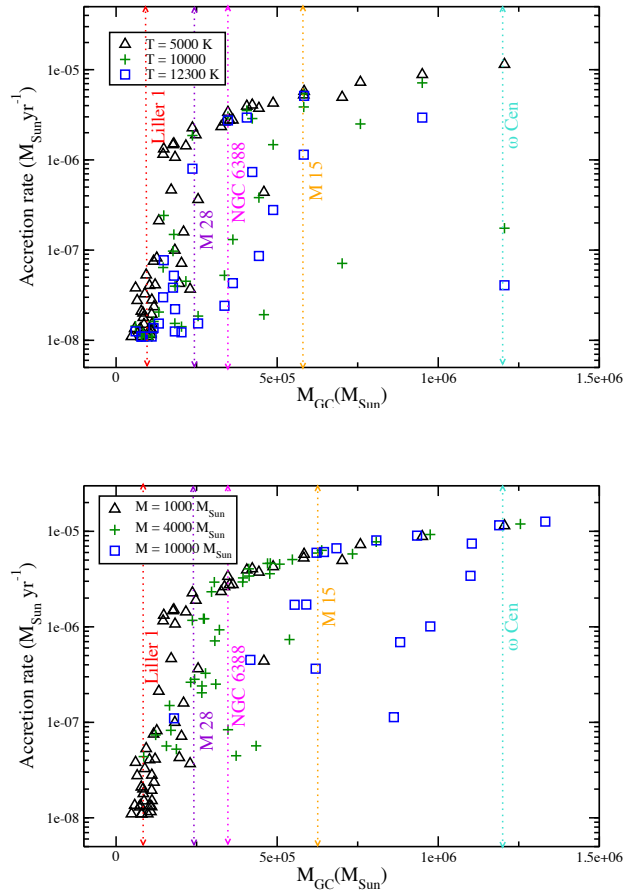 T = 5000 K
T = 10000
T = 12300 K
1e-05
1e-06
1e-07
1e-08
Accretion rate (M_Sun yr^-1)
Liller 1
M 28
NGC 6388
M 15
ω Cen
0
5e+05
1e+06
1.5e+06
M_GC(M_Sun)
M = 1000 M_Sun
M = 4000 M_Sun
M = 10000 M_Sun
1e-05
1e-06
1e-07
1e-08
Accretion rate (M_Sun yr^-1)
Liller 1
M 28
NGC 6388
M 15
ω Cen
0
5e+05
1e+06
1.5e+06
M_GC(M_Sun)